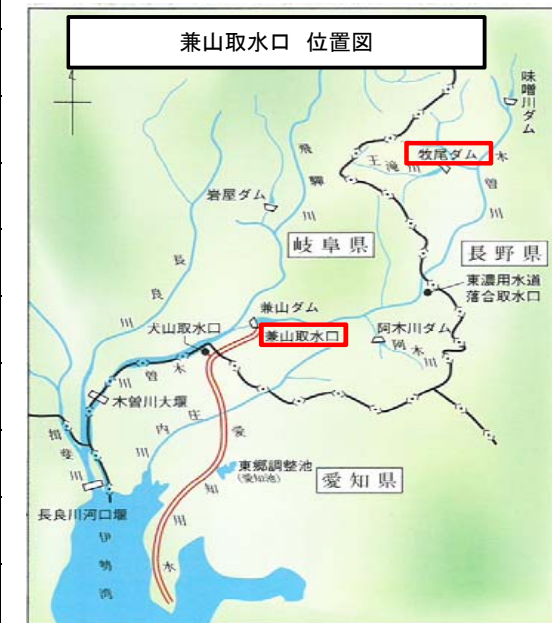 兼山取水口 位置図
味噌川ダム
牧尾ダム
王滝川
木曽川
飛騨川
岩屋ダム
岐阜県
長野県
長良川
東濃用水道
落合取水口
兼山ダム
犬山取水口
兼山取水口
阿木川ダム
阿木川
木曽川
木曽川大堰
揖斐川
庄内川
愛知用水
東郷調整池
(愛知池)
愛知県
長良川河口堰
伊勢湾